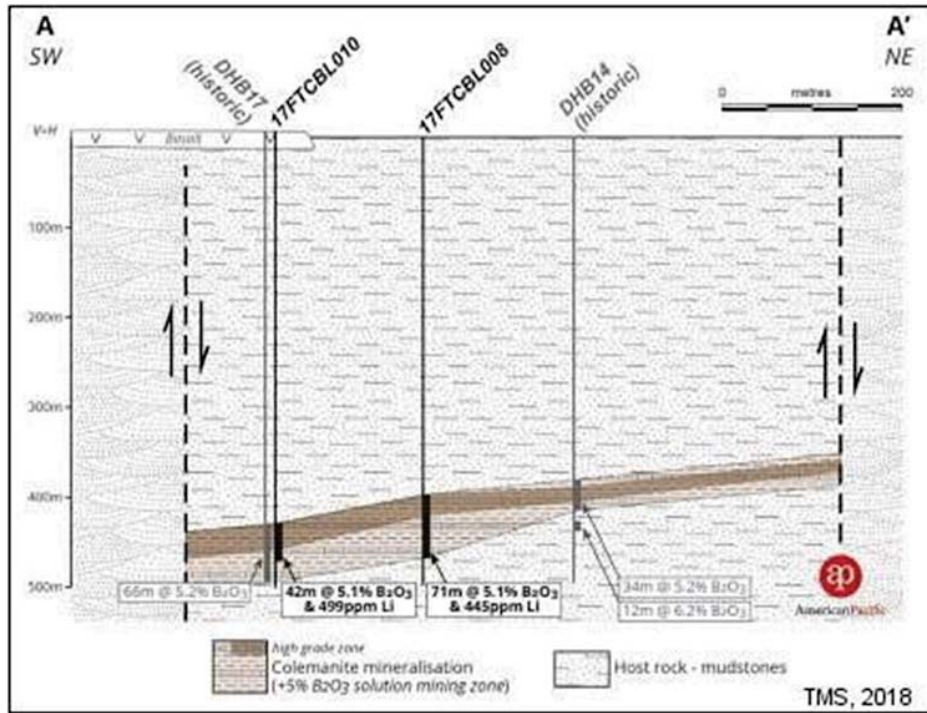 A
SW
A'
NE
DHB17
(historic)
17FTCBL010
17FTCBL008
DHB14
(historic)
0 metres 200
V=H
Basalt
100m
200m
300m
400m
500m
66m @ 5.2% B₂O₃
42m @ 5.1% B₂O₃
& 499ppm Li
71m @ 5.1% B₂O₃
& 445ppm Li
34m @ 5.2% B₂O₃
12m @ 6.2% B₂O₃
ap
AmericanPacific
high grade zone
Colemanite mineralisation
(+5% B₂O₃ solution mining zone)
Host rock - mudstones
TMS, 2018